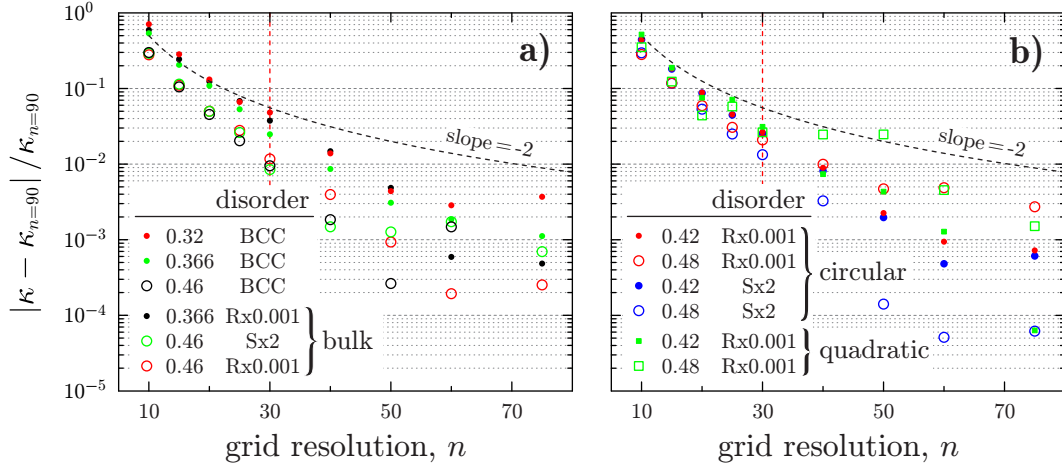 |κ − κ_{n=90}| / κ_{n=90}
10^0
10^{-1}
10^{-2}
10^{-3}
10^{-4}
10^{-5}
a)
slope=-2
disorder
0.32 BCC
0.366 BCC
0.46 BCC
0.366 Rx0.001
0.46 Sx2
0.46 Rx0.001
bulk
10 30 50 70
grid resolution, n
b)
slope=-2
disorder
0.42 Rx0.001
0.48 Rx0.001
0.42 Sx2
0.48 Sx2
circular
0.42 Rx0.001
0.48 Rx0.001
quadratic
10 30 50 70
grid resolution, n